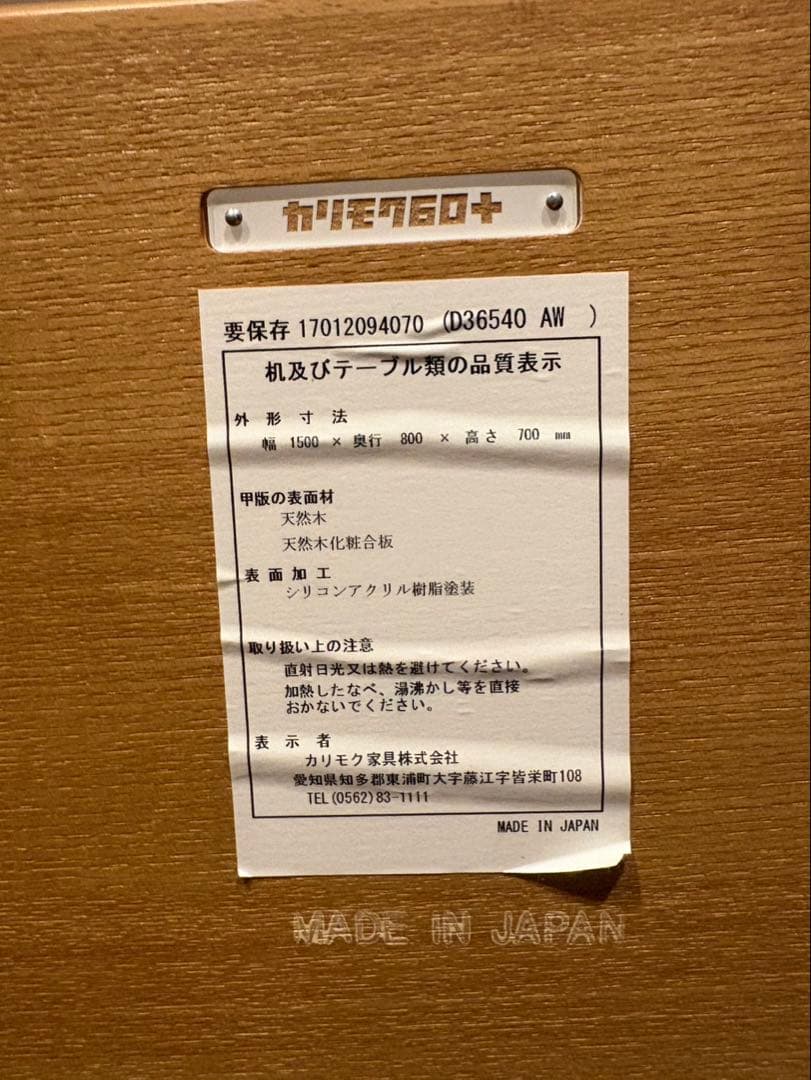 カリモク60+
要保存 17012094070 (D36540 AW )
机及びテーブル類の品質表示
外形寸法
幅 1500 × 奥行 800 × 高さ 700 mm
甲版の表面材
天然木
天然木化粧合板
表面加工
シリコンアクリル樹脂塗装
取り扱い上の注意
直射日光又は熱を避けてください。
加熱したなべ、湯沸かし等を直接
おかないでください。
表示者
カリモク家具株式会社
愛知県知多郡東浦町大字藤江字皆栄町108
TEL(0562)83-1111
MADE IN JAPAN
MADE IN JAPAN